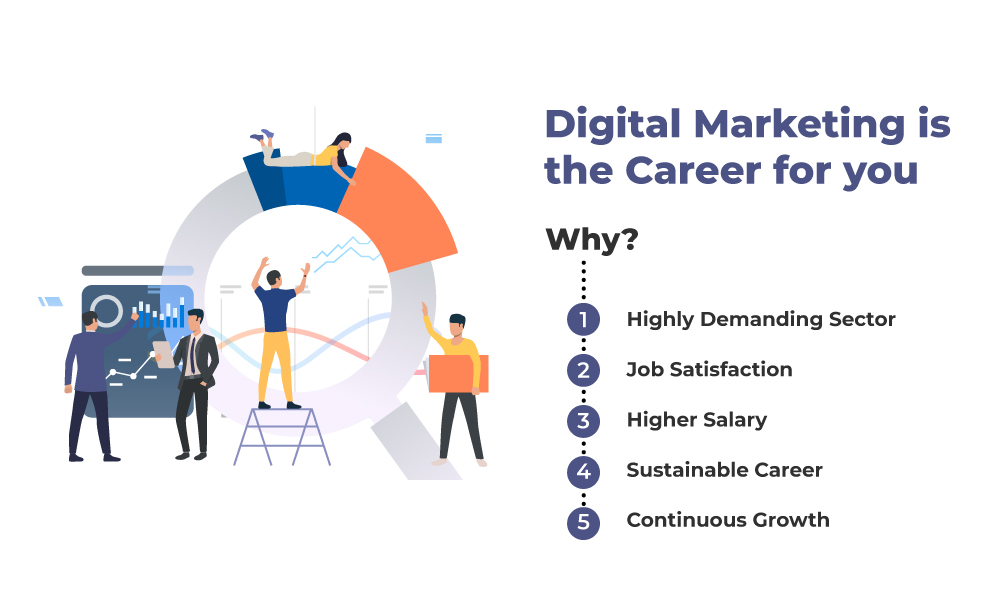 Digital Marketing is
the Career for you
Why?
1 Highly Demanding Sector
2 Job Satisfaction
3 Higher Salary
4 Sustainable Career
5 Continuous Growth